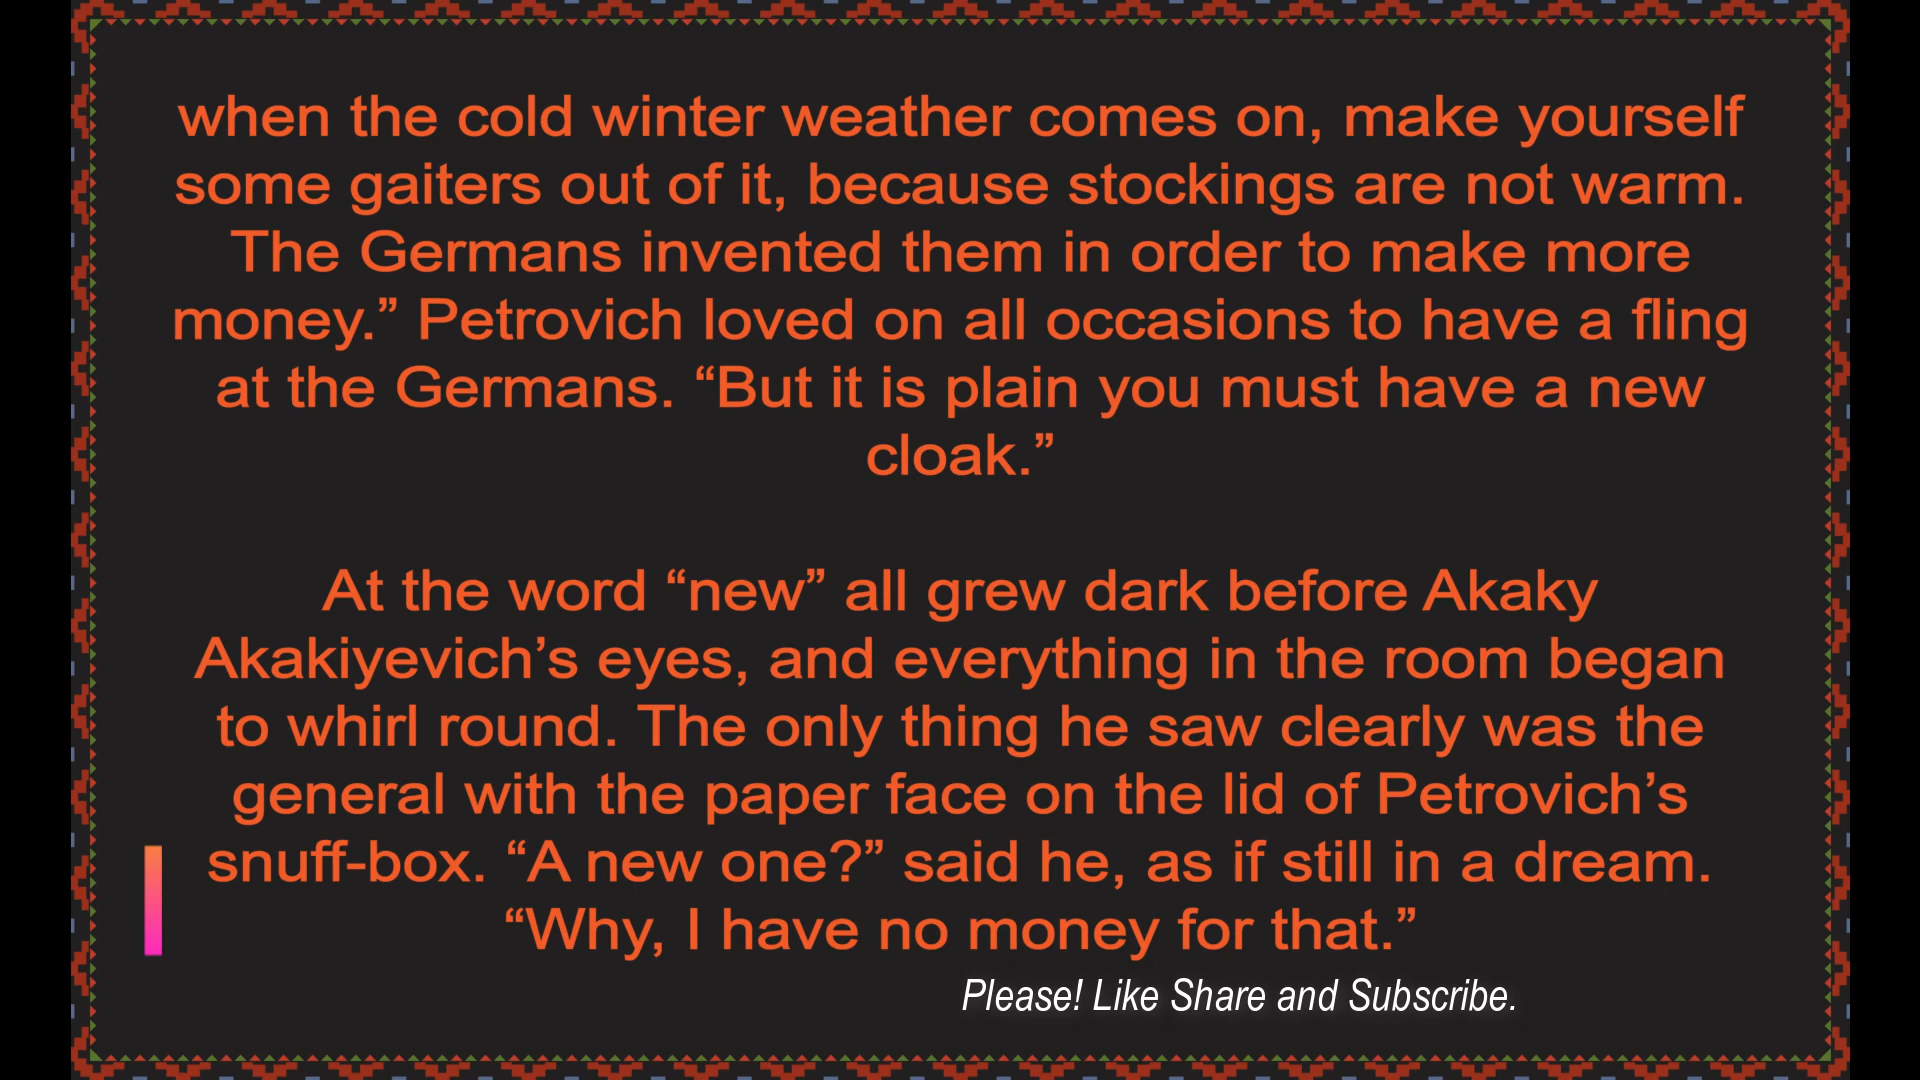 when the cold winter weather comes on, make yourself
some gaiters out of it, because stockings are not warm.
The Germans invented them in order to make more
money.” Petrovich loved on all occasions to have a fling
at the Germans. “But it is plain you must have a new
cloak.”
At the word “new” all grew dark before Akaky
Akakiyevich’s eyes, and everything in the room began
to whirl round. The only thing he saw clearly was the
general with the paper face on the lid of Petrovich’s
snuff-box. “A new one?” said he, as if still in a dream.
“Why, I have no money for that.”
Please! Like Share and Subscribe.